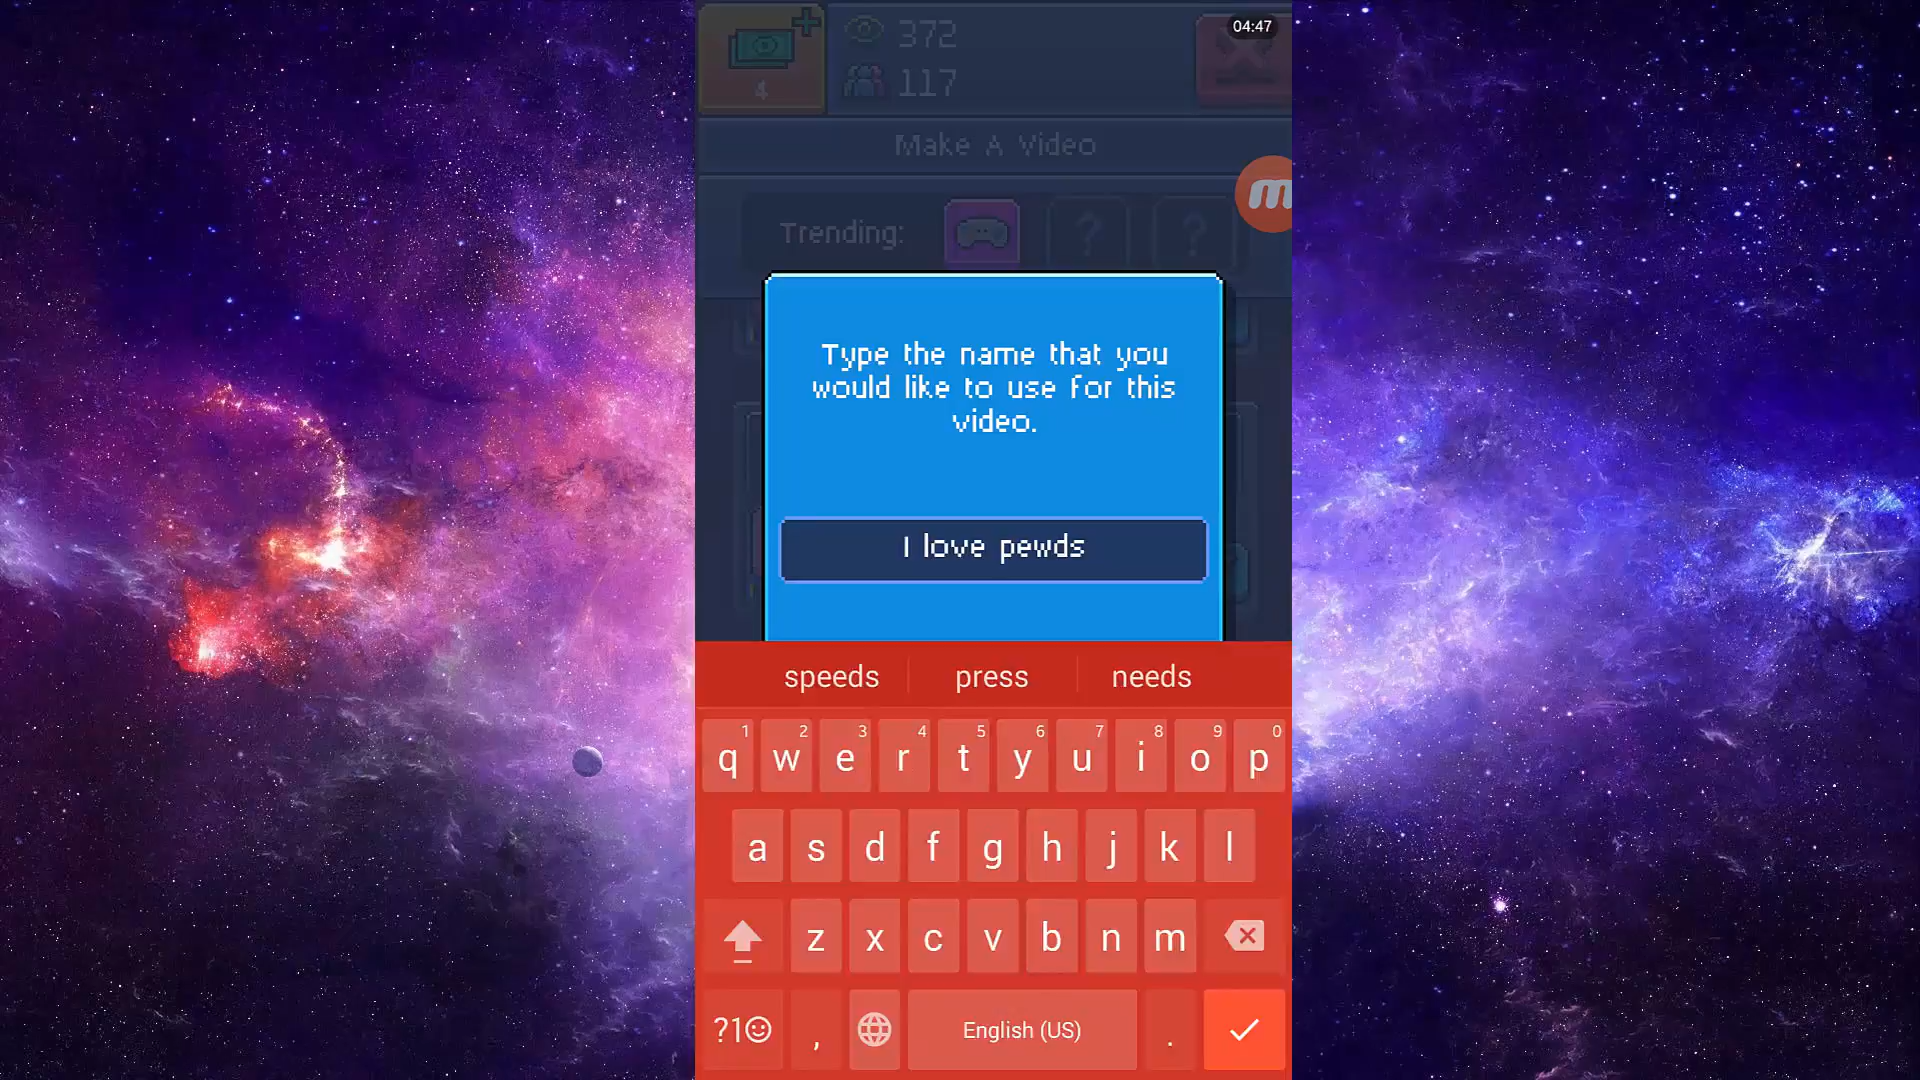 04:47
372
4
117
Make A Video
Trending: ? ?
Type the name that you
would like to use for this
video.
I love pewds
speeds press needs
1 2 3 4 5 6 7 8 9 0
q w e r t y u i o p
a s d f g h j k l
z x c v b n m
?1☺ , English (US) .